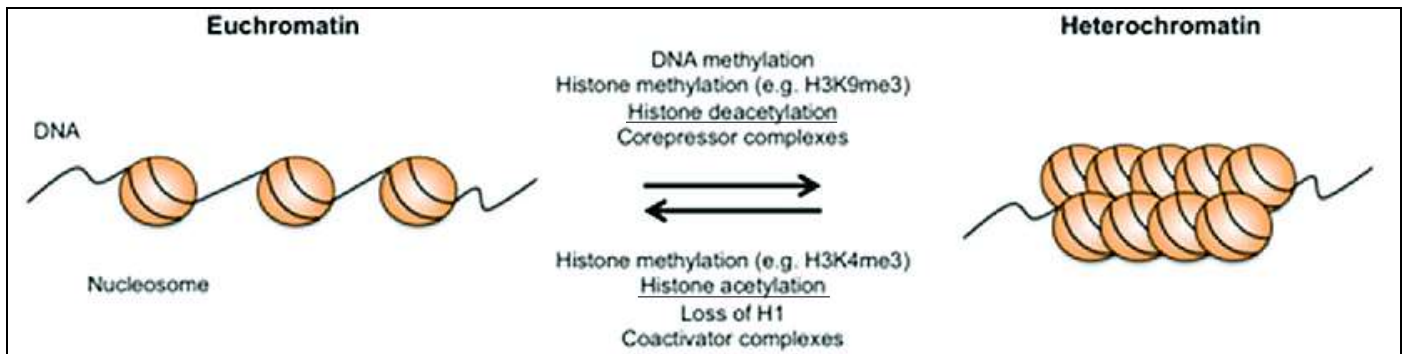 Euchromatin
Heterochromatin
DNA methylation
Histone methylation (e.g. H3K9me3)
Histone deacetylation
Corepressor complexes
DNA
Histone methylation (e.g. H3K4me3)
Histone acetylation
Loss of H1
Coactivator complexes
Nucleosome